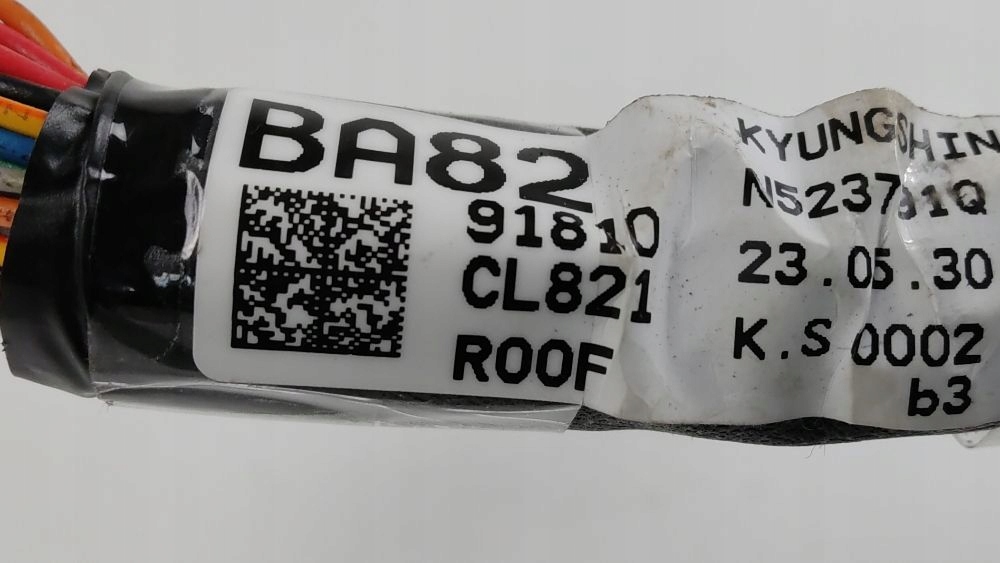 BA82
91810
CL821
ROOF
KYUNGSHIN
23.05.30
K.S 0002
b3